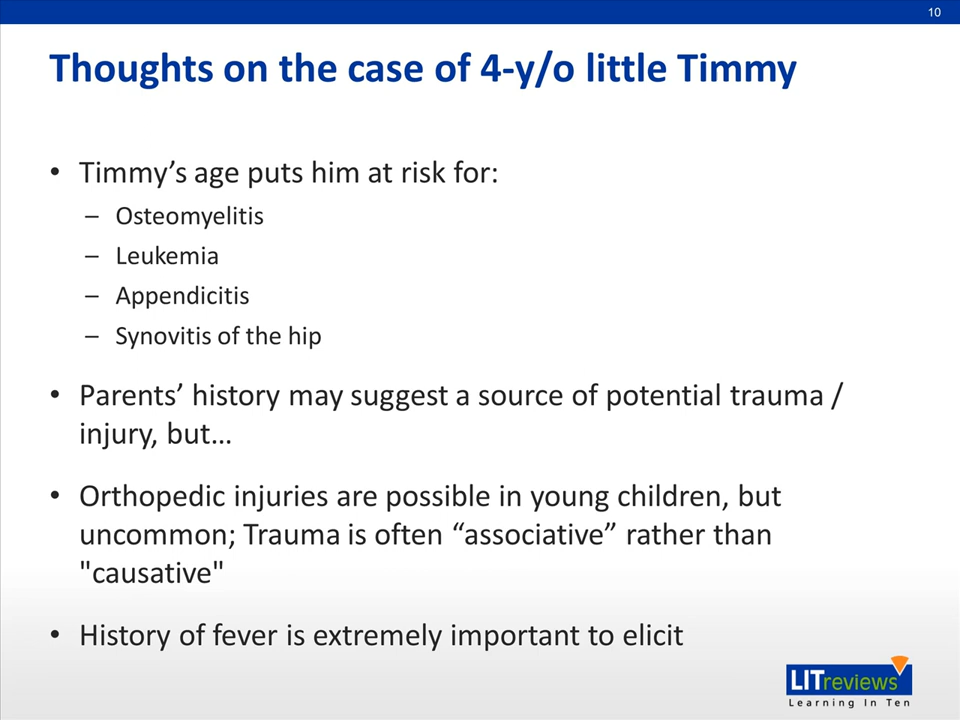 10
Thoughts on the case of 4-y/o little Timmy
• Timmy’s age puts him at risk for:
– Osteomyelitis
– Leukemia
– Appendicitis
– Synovitis of the hip
• Parents’ history may suggest a source of potential trauma /
injury, but…
• Orthopedic injuries are possible in young children, but
uncommon; Trauma is often “associative” rather than
"causative"
• History of fever is extremely important to elicit
LITreviews
Learning In Ten